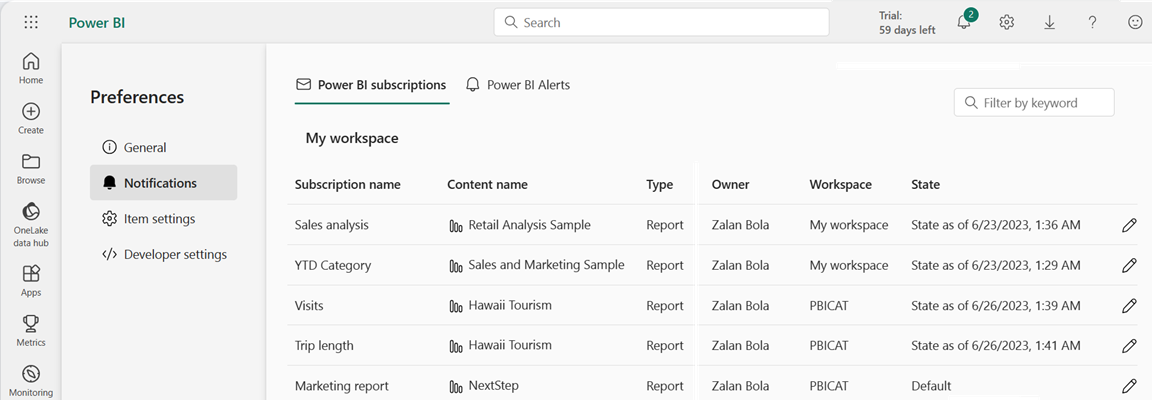 Power BI
Search
Trial:
59 days left
2
Home
Create
Browse
OneLake
data hub
Apps
Metrics
Monitoring
Preferences
General
Notifications
Item settings
Developer settings
Power BI subscriptions Power BI Alerts
Filter by keyword
My workspace
Subscription name Content name Type Owner Workspace State
Sales analysis Retail Analysis Sample Report Zalan Bola My workspace State as of 6/23/2023, 1:36 AM
YTD Category Sales and Marketing Sample Report Zalan Bola My workspace State as of 6/23/2023, 1:29 AM
Visits Hawaii Tourism Report Zalan Bola PBICAT State as of 6/26/2023, 1:39 AM
Trip length Hawaii Tourism Report Zalan Bola PBICAT State as of 6/26/2023, 1:41 AM
Marketing report NextStep Report Zalan Bola PBICAT Default